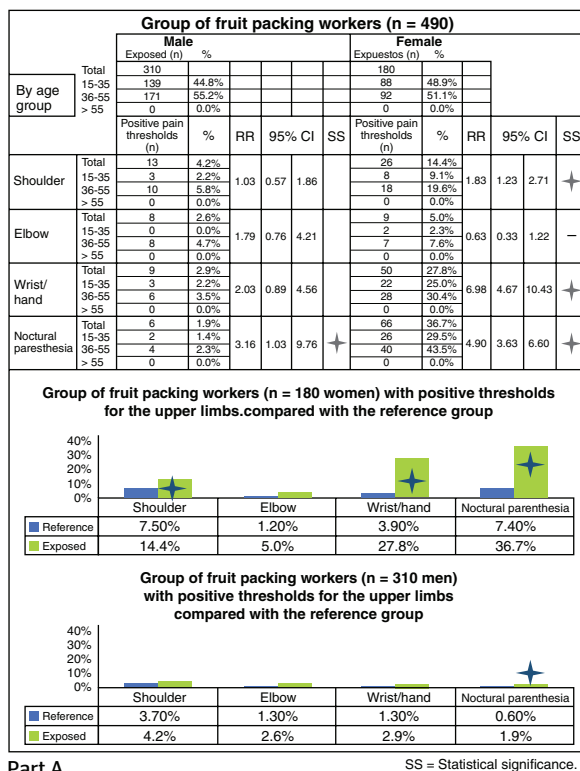 Group of fruit packing workers (n = 490)
Male Female
Exposed (n) % Expuestos (n) %
By age group
Total 310 180
15-35 139 44.8% 88 48.9%
36-55 171 55.2% 92 51.1%
> 55 0 0.0% 0 0.0%
Positive pain thresholds (n) % RR 95% CI SS Positive pain thresholds (n) % RR 95% CI SS
Shoulder
Total 13 4.2% 26 14.4%
15-35 3 2.2% 1.03 0.57 1.86 8 9.1% 1.83 1.23 2.71
36-55 10 5.8% 18 19.6%
> 55 0 0.0% 0 0.0%
Elbow
Total 8 2.6% 9 5.0%
15-35 0 0.0% 1.79 0.76 4.21 2 2.3% 0.63 0.33 1.22 –
36-55 8 4.7% 7 7.6%
> 55 0 0.0% 0 0.0%
Wrist/
hand
Total 9 2.9% 50 27.8%
15-35 3 2.2% 2.03 0.89 4.56 22 25.0% 6.98 4.67 10.43
36-55 6 3.5% 28 30.4%
> 55 0 0.0% 0 0.0%
Noctural
paresthesia
Total 6 1.9% 66 36.7%
15-35 2 1.4% 3.16 1.03 9.76 26 29.5% 4.90 3.63 6.60
36-55 4 2.3% 40 43.5%
> 55 0 0.0% 0 0.0%
Group of fruit packing workers (n = 180 women) with positive thresholds
for the upper limbs.compared with the reference group
40%
30%
20%
10%
0%
Shoulder Elbow Wrist/hand Noctural parenthesia
Reference 7.50% 1.20% 3.90% 7.40%
Exposed 14.4% 5.0% 27.8% 36.7%
Group of fruit packing workers (n = 310 men)
with positive thresholds for the upper limbs
compared with the reference group
40%
30%
20%
10%
0%
Shoulder Elbow Wrist/hand Noctural parenthesia
Reference 3.70% 1.30% 1.30% 0.60%
Exposed 4.2% 2.6% 2.9% 1.9%
Part A
SS = Statistical significance.